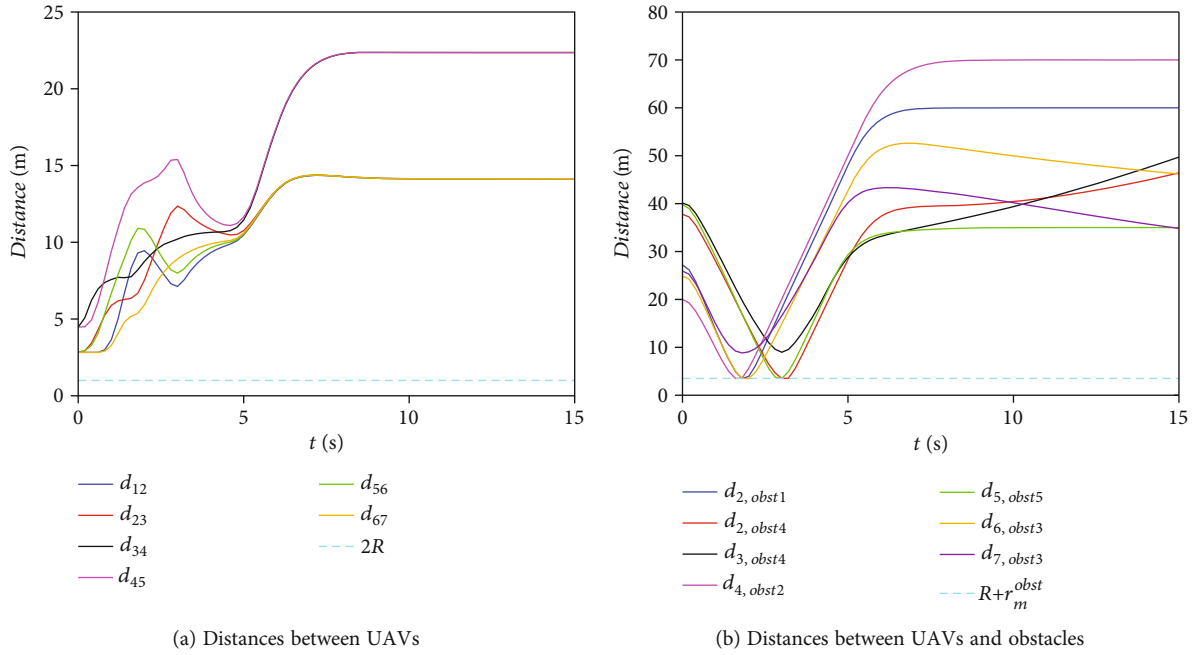 25
20
15
10
5
0
Distance (m)
0 5 10 15
t (s)
d12
d23
d34
d45
d56
d67
2R
(a) Distances between UAVs
80
70
60
50
40
30
20
10
0
Distance (m)
0 5 10 15
t (s)
d2, obst1
d2, obst4
d3, obst4
d4, obst2
d5, obst5
d6, obst3
d7, obst3
R+r_m^obst
(b) Distances between UAVs and obstacles